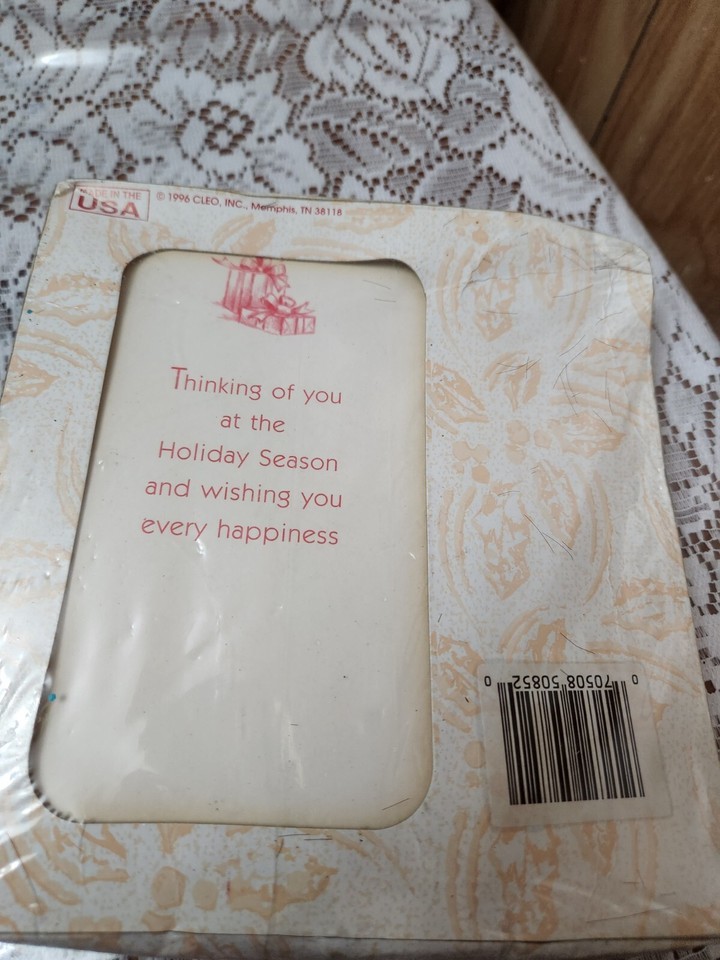 MADE IN THE
USA
© 1996 CLEO, INC., Memphis, TN 38118
Thinking of you
at the
Holiday Season
and wishing you
every happiness
0 70508 50852 0